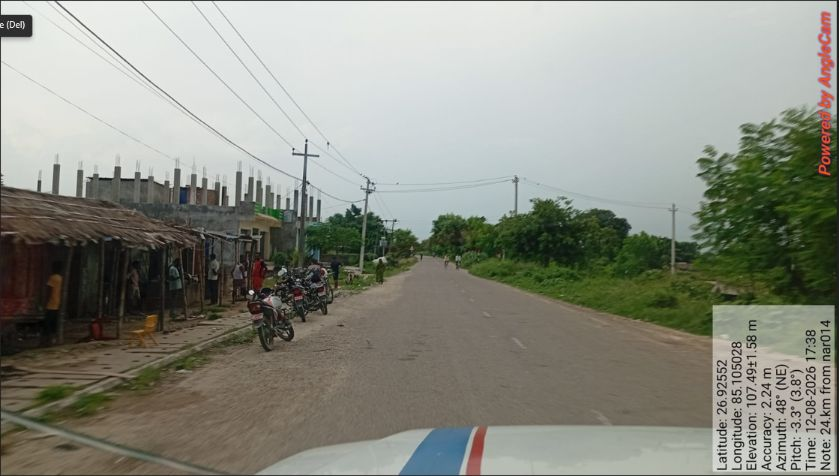 e (Del)
Powered by AngleCam
Latitude: 26.92552
Longitude: 85.105028
Elevation: 107.49±1.58 m
Accuracy: 2.24 m
Azimuth: 48° (NE)
Pitch: -3.3° (3.8°)
Time: 12-08-2026 17:38
Note: 24.km from nar014